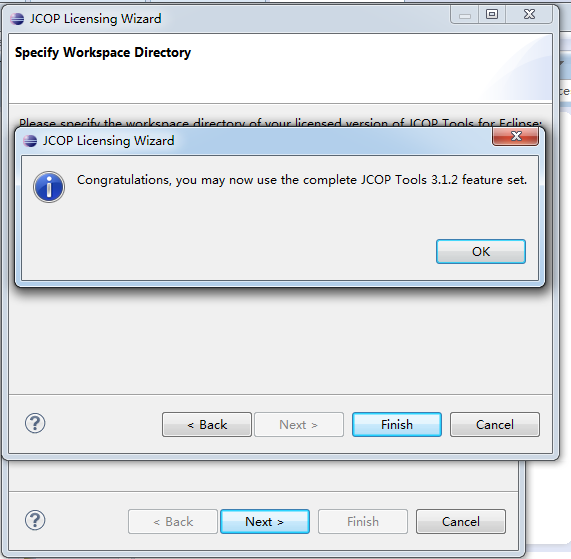 JCOP Licensing Wizard
Specify Workspace Directory
Please specify the workspace directory of your licensed version of JCOP Tools for Eclipse:
JCOP Licensing Wizard
Congratulations, you may now use the complete JCOP Tools 3.1.2 feature set.
OK
< Back Next > Finish Cancel
< Back Next > Finish Cancel